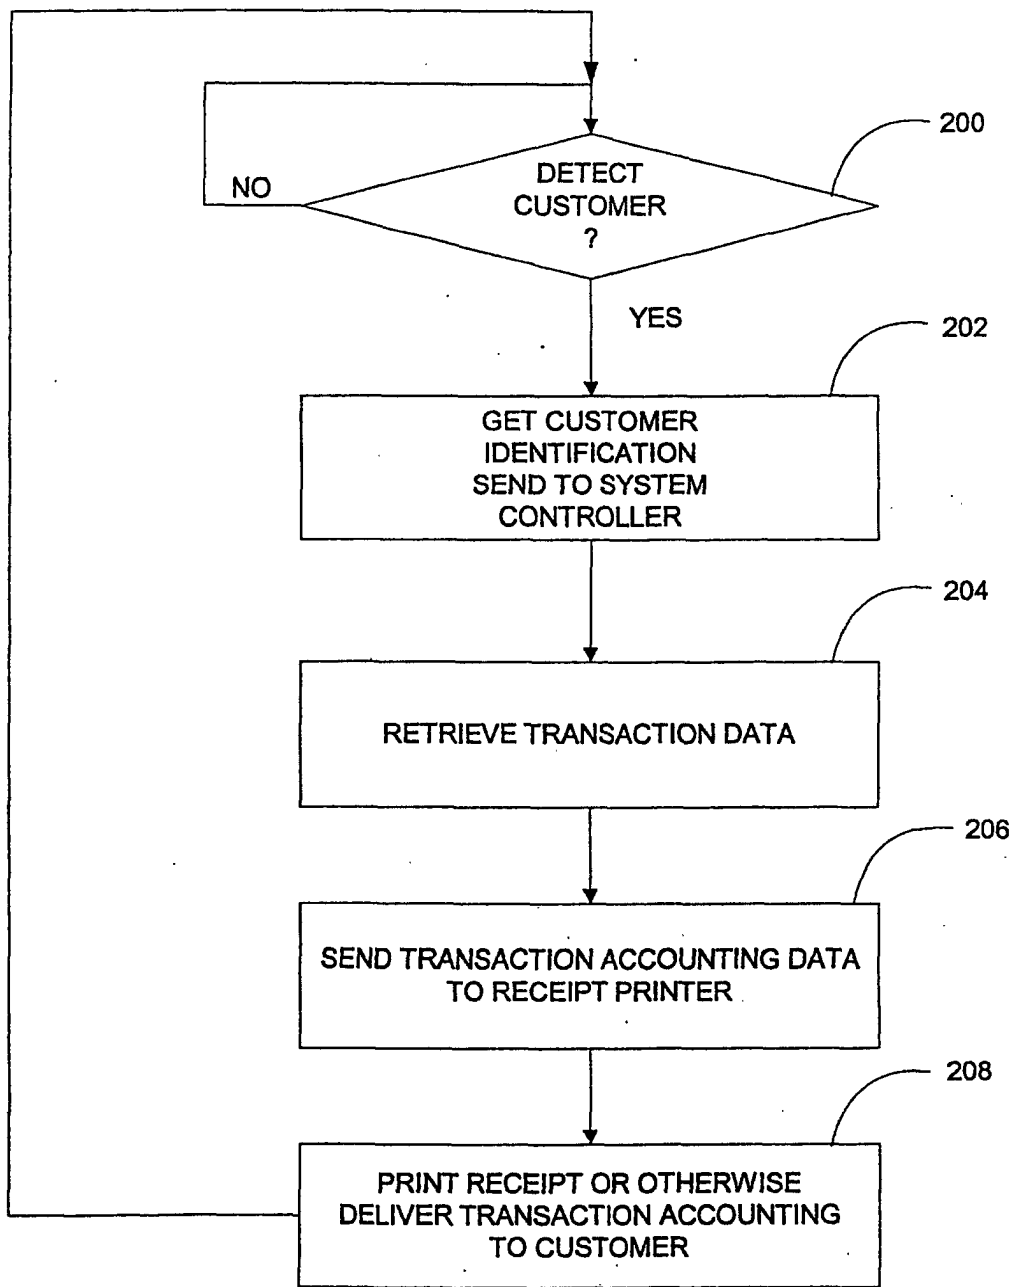 200
DETECT
CUSTOMER
?
NO
YES
202
GET CUSTOMER
IDENTIFICATION
SEND TO SYSTEM
CONTROLLER
204
RETRIEVE TRANSACTION DATA
206
SEND TRANSACTION ACCOUNTING DATA
TO RECEIPT PRINTER
208
PRINT RECEIPT OR OTHERWISE
DELIVER TRANSACTION ACCOUNTING
TO CUSTOMER